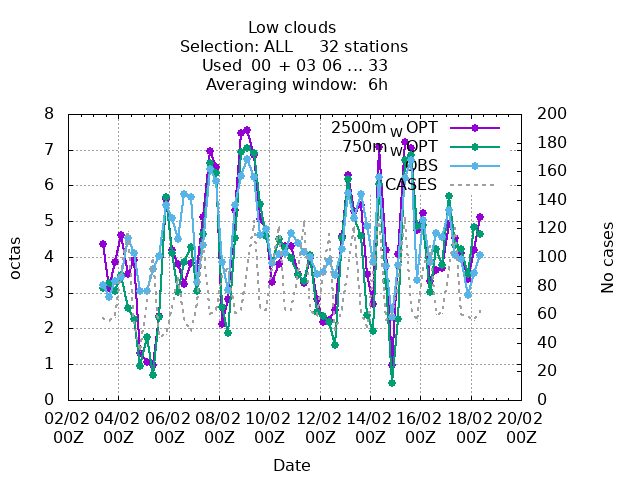 Low clouds
Selection: ALL 32 stations
Used 00 + 03 06 ... 33
Averaging window: 6h
8 200
2500m_W OPT
7 180
750m_W OPT
OBS
6 160
CASES
5 140
4 120
3 100
2 80
1 60
0 40
20
0
octas
No cases
02/02 04/02 06/02 08/02 10/02 12/02 14/02 16/02 18/02 20/02
00Z 00Z 00Z 00Z 00Z 00Z 00Z 00Z 00Z 00Z
Date